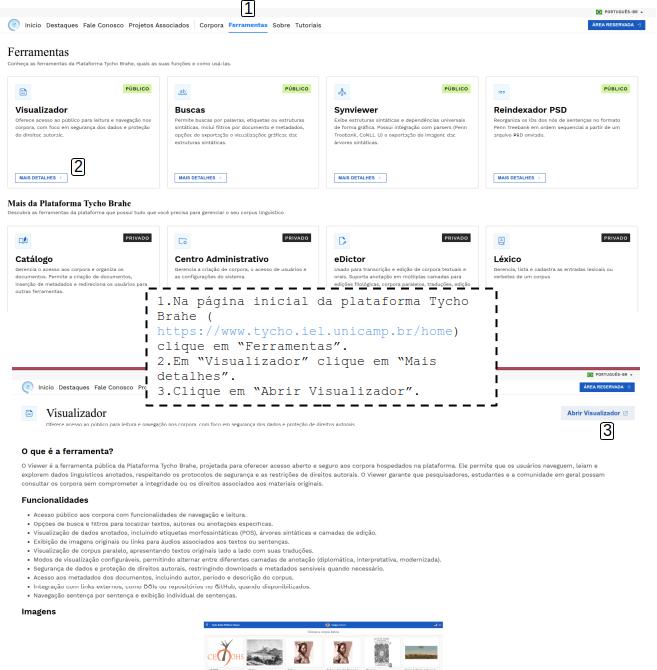 1
PORTUGUÊS-BR
Início Destaques Fale Conosco Projetos Associados Corpora Ferramentas Sobre Tutoriais ÁREA RESERVADA
Ferramentas
Conheça as ferramentas da Plataforma Tycho Brahe, quais as suas funções e como usá-las.
PÚBLICO
Visualizador
Oferece acesso ao público para leitura e navegação nos
corpora, com foco em segurança dos dados e proteção
de direitos autorais.
2
MAIS DETALHES
PÚBLICO
Buscas
Permite buscas por palavras, etiquetas ou estruturas
sintáticas, inclui filtros por documento e metadados,
opções de exportação e visualizações gráficas das
estruturas sintáticas.
MAIS DETALHES
PÚBLICO
Synviewer
Exibe estruturas sintáticas e dependências universais
de forma gráfica. Possui integração com parsers (Penn
Treebank, CoNLL U) e exportação de imagens das
árvores sintáticas.
MAIS DETALHES
PÚBLICO
Reindexador PSD
Reorganiza os IDs dos nós de sentenças no formato
Penn Treebank em ordem sequencial a partir de um
arquivo PSD enviado.
MAIS DETALHES
Mais da Plataforma Tycho Brahe
Descubra as ferramentas da plataforma que possui tudo que você precisa para gerenciar o seu corpus linguístico
PRIVADO
Catálogo
Gerencia o acesso aos corpora e organiza os
documentos. Permite a criação de documentos,
inserção de metadados e redireciona os usuários para
outras ferramentas.
PRIVADO
Centro Administrativo
Gerencia a criação de corpora, o acesso de usuários e
as configurações do sistema.
PRIVADO
eDictor
Usado para transcrição e edição de corpora textuais e
orais. Suporta anotação em múltiplas camadas para
edições filológicas, corpora paralelos, traduções, edição
PRIVADO
Léxico
Gerencia, lista e cadastra as entradas lexicais ou
verbetes de um corpus
1.Na página inicial da plataforma Tycho
Brahe (
https://www.tycho.iel.unicamp.br/home)
clique em “Ferramentas”.
2.Em “Visualizador” clique em “Mais
detalhes”.
3.Clique em “Abrir Visualizador”.
PORTUGUÊS-BR
Início Destaques Fale Conosco Pro ÁREA RESERVADA
Visualizador
Abrir Visualizador
Oferece acesso ao público para leitura e navegação nos corpora, com foco em segurança dos dados e proteção de direitos autorais
3
O que é a ferramenta?
O Viewer é a ferramenta pública da Plataforma Tycho Brahe, projetada para oferecer acesso aberto e seguro aos corpora hospedados na plataforma. Ele permite que os usuários naveguem, leiam e
explorem dados linguísticos anotados, respeitando os protocolos de segurança e as restrições de direitos autorais. O Viewer garante que pesquisadores, estudantes e a comunidade em geral possam
consultar os corpora sem comprometer a integridade ou os direitos associados aos materiais originais.
Funcionalidades
• Acesso público aos corpora com funcionalidades de navegação e leitura.
• Opções de busca e filtros para localizar textos, autores ou anotações específicas.
• Visualização de dados anotados, incluindo etiquetas morfossintáticas (POS), árvores sintáticas e camadas de edição.
• Exibição de imagens originais ou links para áudios associados aos textos ou sentenças.
• Visualização de corpus paralelo, apresentando textos originais lado a lado com suas traduções.
• Modos de visualização configuráveis, permitindo alternar entre diferentes camadas de anotação (diplomática, interpretativa, modernizada).
• Segurança de dados e proteção de direitos autorais, restringindo downloads e metadados sensíveis quando necessário.
• Acesso aos metadados dos documentos, incluindo autor, período e descrição do corpus.
• Integração com links externos, como DOIs ou repositórios no GitHub, quando disponibilizados.
• Navegação sentença por sentença e exibição individual de sentenças.
Imagens